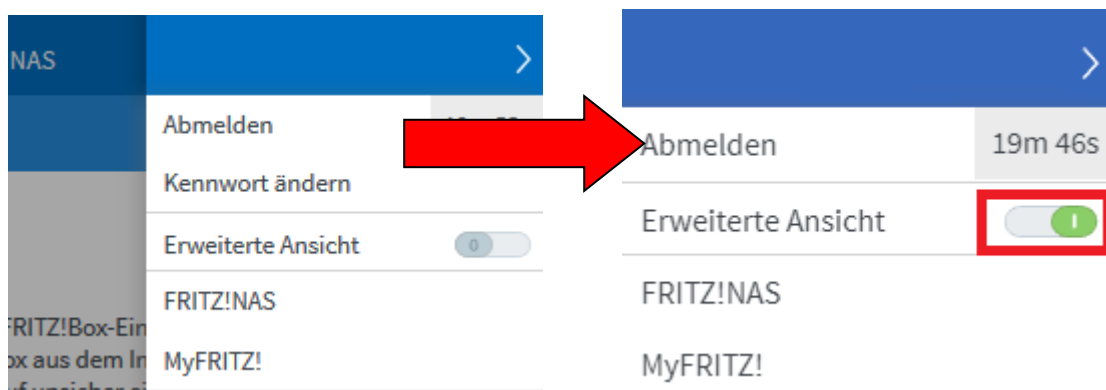 NAS
Abmelden
Kennwort ändern
Erweiterte Ansicht 0
FRITZ!NAS
MyFRITZ!
FRITZ!Box-Ein
ox aus dem In
Abmelden 19m 46s
Erweiterte Ansicht I
FRITZ!NAS
MyFRITZ!